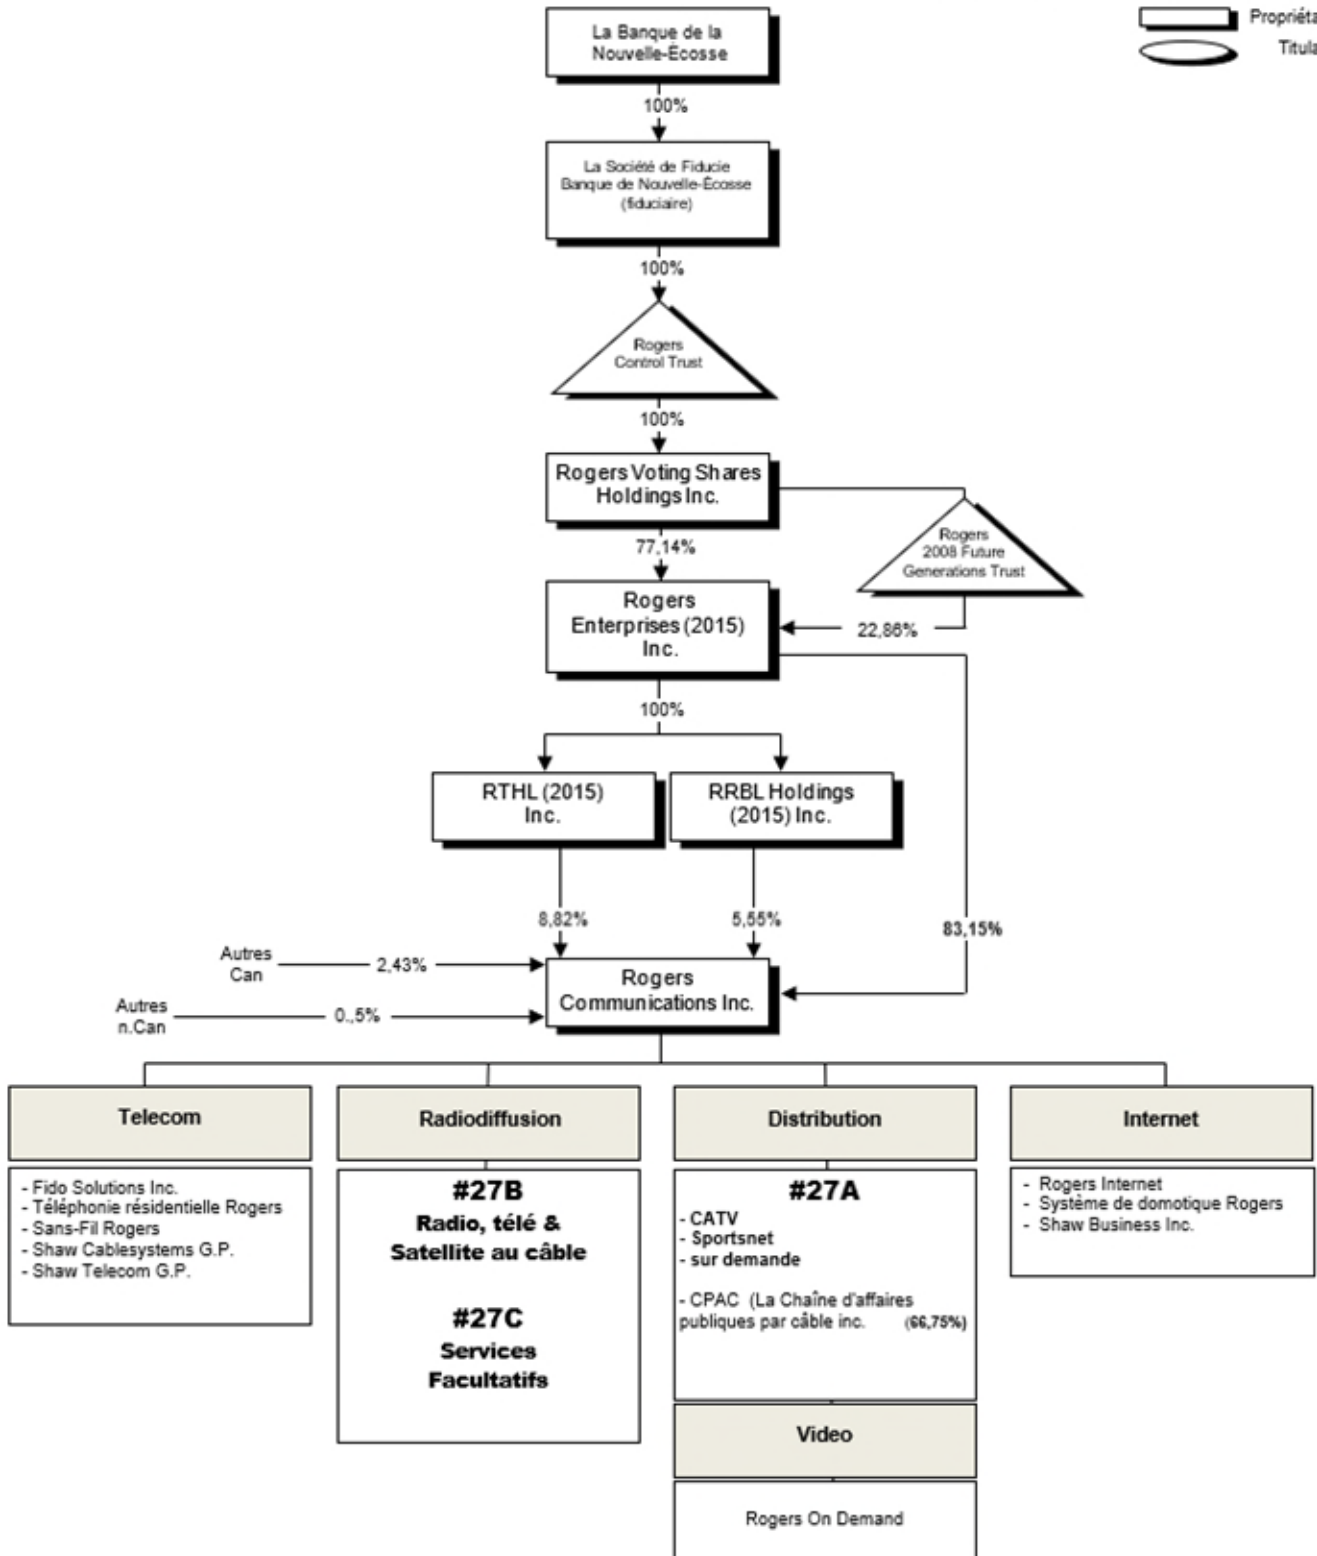 La Banque de la
Nouvelle-Écosse
Propriéta
Titula
100%
La Société de Fiducie
Banque de Nouvelle-Écosse
(fiduciaire)
100%
Rogers
Control Trust
100%
Rogers Voting Shares
Holdings Inc.
77,14%
Rogers
2008 Future
Generations Trust
Rogers
Enterprises (2015)
Inc.
22,86%
100%
RTHL (2015)
Inc.
RRBL Holdings
(2015) Inc.
8,82%
5,55%
83,15%
Autres
Can
2,43%
Rogers
Communications Inc.
Autres
n.Can
0.,5%
Telecom
- Fido Solutions Inc.
- Téléphonie résidentielle Rogers
- Sans-Fil Rogers
- Shaw Cablesystems G.P.
- Shaw Telecom G.P.
Radiodiffusion
#27B
Radio, télé &
Satellite au câble
#27C
Services
Facultatifs
Distribution
#27A
- CATV
- Sportsnet
- sur demande
- CPAC (La Chaîne d'affaires
publiques par câble inc. (66,75%)
Video
Rogers On Demand
Internet
- Rogers Internet
- Système de domotique Rogers
- Shaw Business Inc.